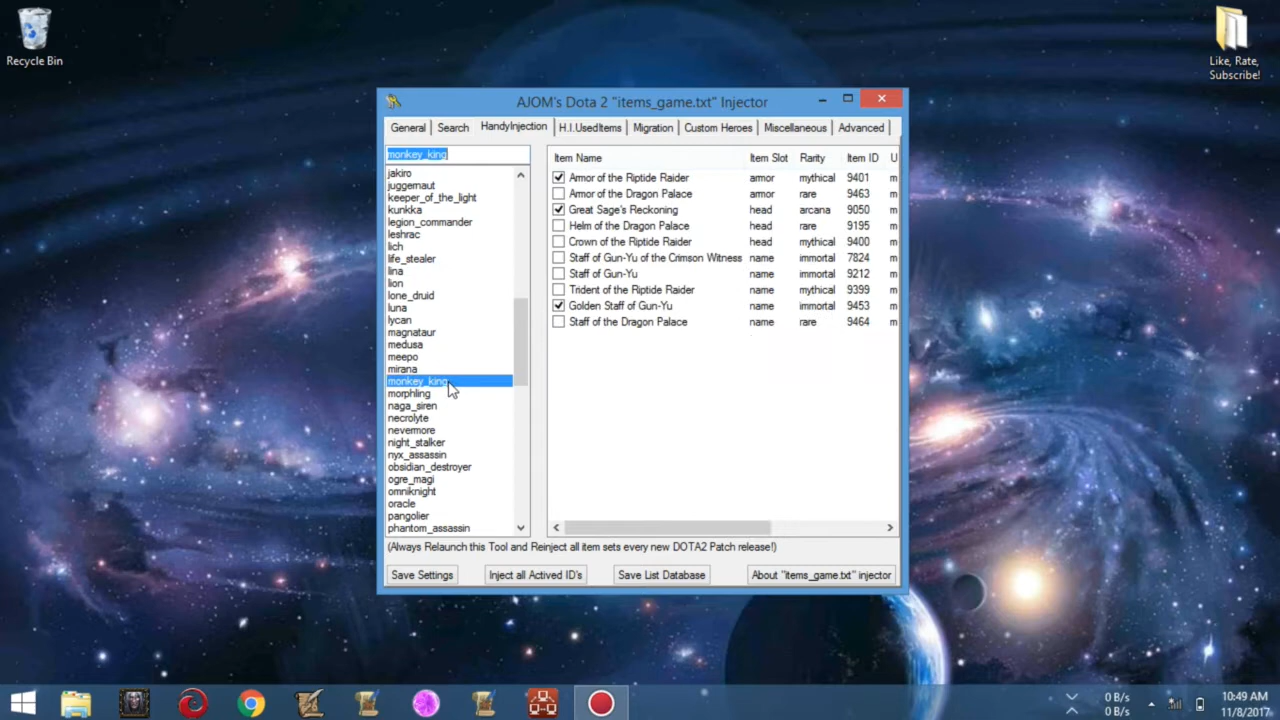 Recycle Bin
Like, Rate,
Subscribe!
AJOM's Dota 2 "items_game.txt" Injector
General Search HandyInjection H.I.UsedItems Migration Custom Heroes Miscellaneous Advanced
monkey_king
jakiro
juggernaut
keeper_of_the_light
kunkka
legion_commander
leshrac
lich
life_stealer
lina
lion
lone_druid
luna
lycan
magnataur
medusa
meepo
mirana
monkey_king
morphling
naga_siren
necrolyte
nevermore
night_stalker
nyx_assassin
obsidian_destroyer
ogre_magi
omniknight
oracle
pangolier
phantom_assassin
Item Name Item Slot Rarity Item ID U
Armor of the Riptide Raider armor mythical 9401 m
Armor of the Dragon Palace armor rare 9463 m
Great Sage's Reckoning head arcana 9050 m
Helm of the Dragon Palace head rare 9195 m
Crown of the Riptide Raider head mythical 9400 m
Staff of Gun-Yu of the Crimson Witness name immortal 7824 m
Staff of Gun-Yu name immortal 9212 m
Trident of the Riptide Raider name mythical 9399 m
Golden Staff of Gun-Yu name immortal 9453 m
Staff of the Dragon Palace name rare 9464 m
(Always Relaunch this Tool and Reinject all item sets every new DOTA2 Patch release!)
Save Settings Inject all Actived ID's Save List Database About "items_game.txt" injector
0 B/s
0 B/s
10:49 AM
11/8/2017